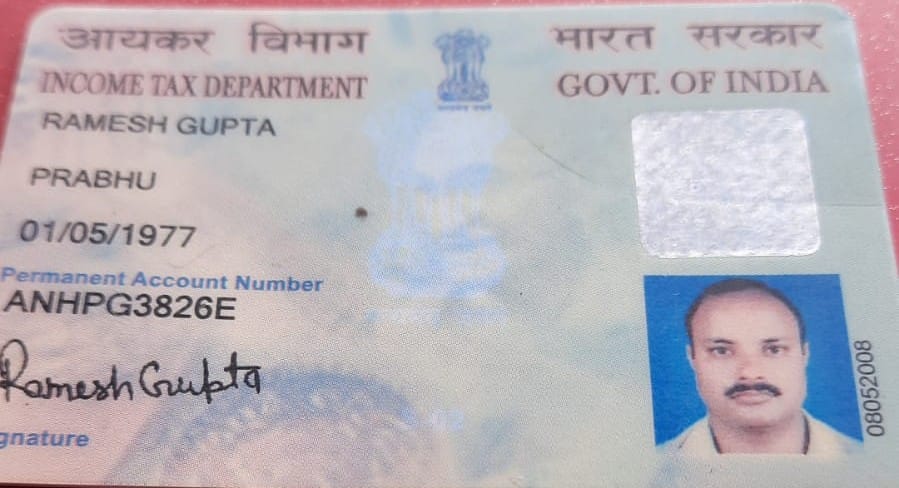 आयकर विभाग
भारत सरकार
INCOME TAX DEPARTMENT
GOVT. OF INDIA
RAMESH GUPTA
PRABHU
01/05/1977
Permanent Account Number
ANHPG3826E
Ramesh Gupta
gnature
08052008